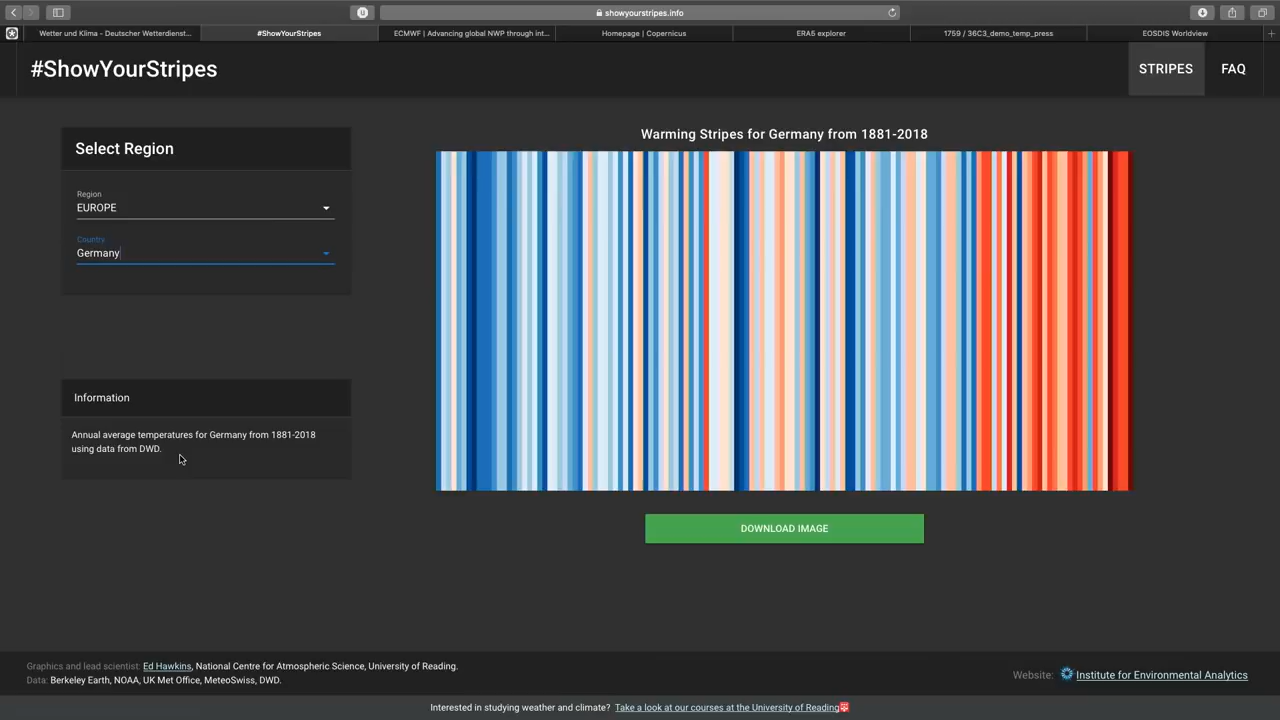 showyourstripes.info
Wetter und Klima - Deutscher Wetterdienst...
#ShowYourStripes
ECMWF | Advancing global NWP through int...
Homepage | Copernicus
ERA5 explorer
1759 / 36C3_demo_temp_press
EOSDIS Worldview
#ShowYourStripes
STRIPES
FAQ
Select Region
Region
EUROPE
Country
Germany
Information
Annual average temperatures for Germany from 1881-2018
using data from DWD.
Warming Stripes for Germany from 1881-2018
DOWNLOAD IMAGE
Graphics and lead scientist: Ed Hawkins, National Centre for Atmospheric Science, University of Reading.
Data: Berkeley Earth, NOAA, UK Met Office, MeteoSwiss, DWD.
Website: Institute for Environmental Analytics
Interested in studying weather and climate? Take a look at our courses at the University of Reading